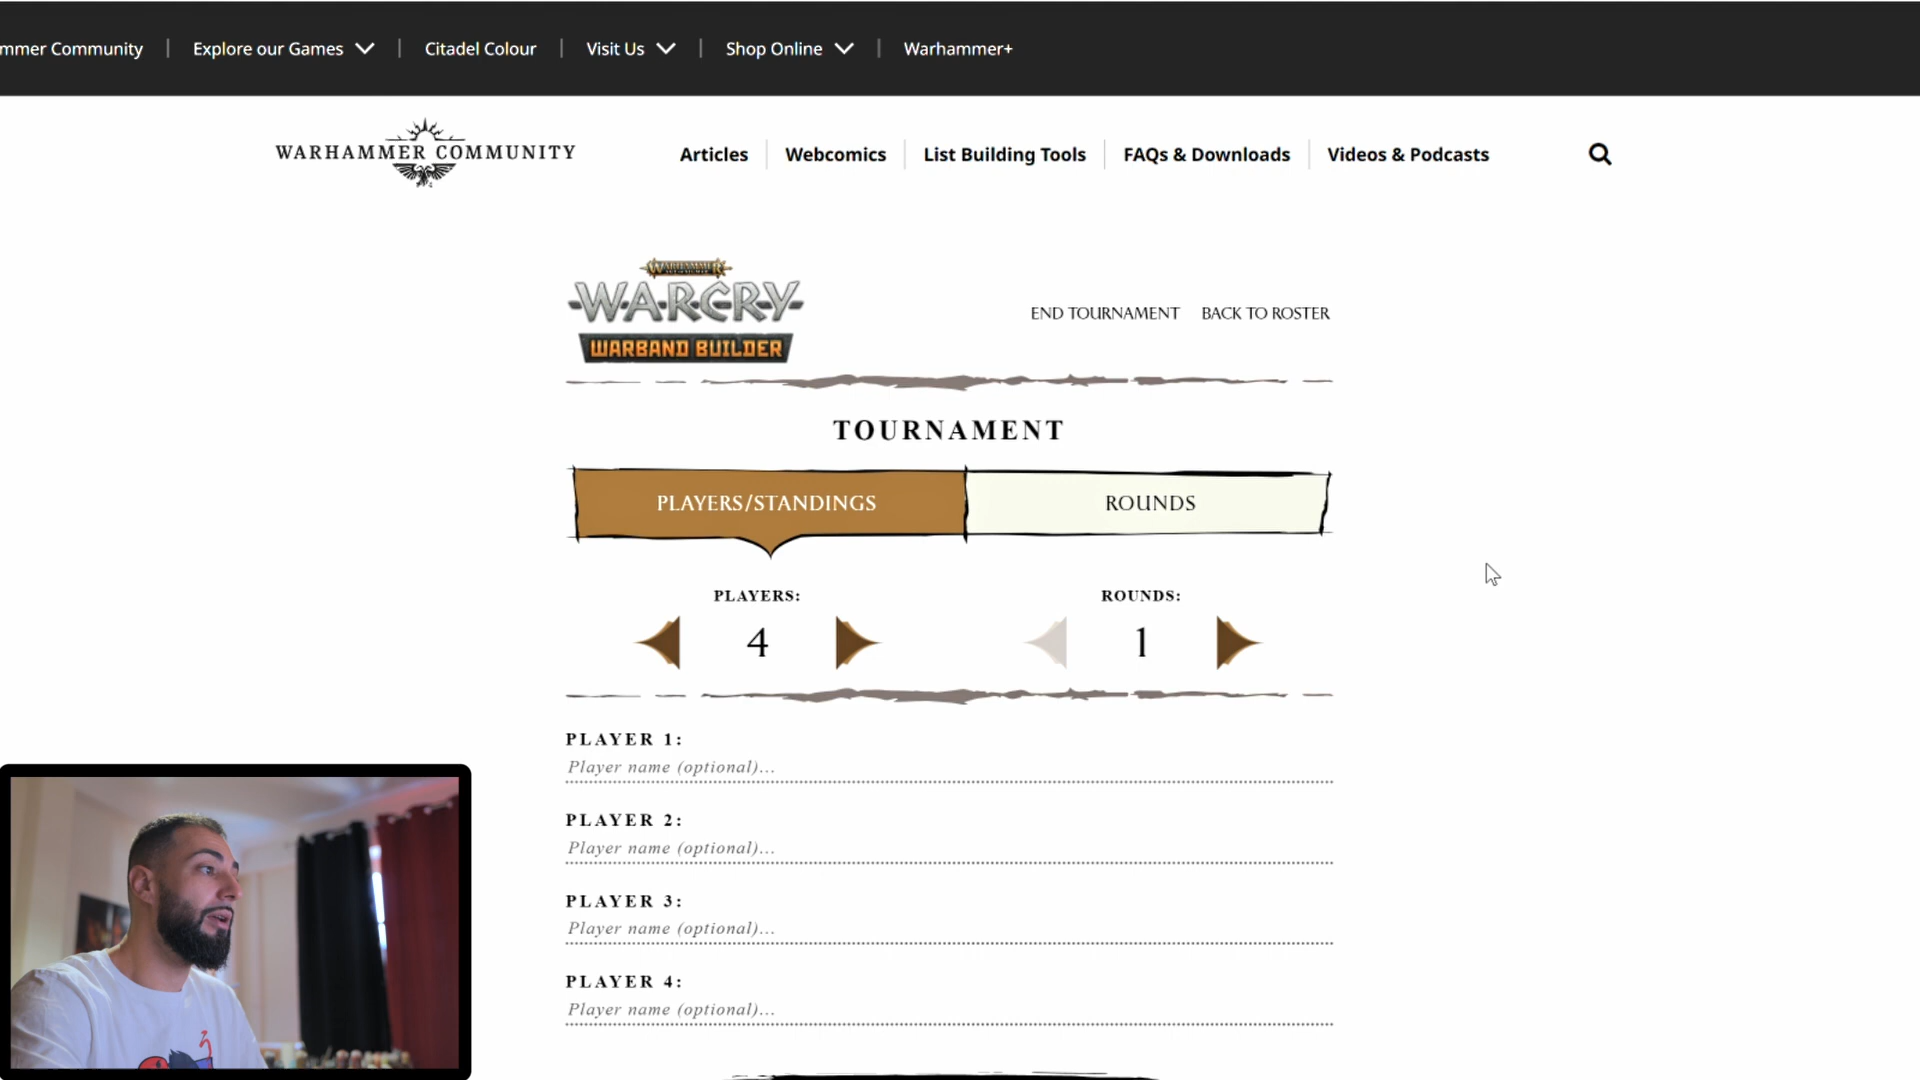 mmer Community
Explore our Games
Citadel Colour
Visit Us
Shop Online
Warhammer+
WARHAMMER COMMUNITY
Articles
Webcomics
List Building Tools
FAQs & Downloads
Videos & Podcasts
WARHAMMER
WARCRY
WARBAND BUILDER
END TOURNAMENT
BACK TO ROSTER
TOURNAMENT
PLAYERS/STANDINGS
ROUNDS
PLAYERS:
4
ROUNDS:
1
PLAYER 1:
Player name (optional)...
PLAYER 2:
Player name (optional)...
PLAYER 3:
Player name (optional)...
PLAYER 4:
Player name (optional)...